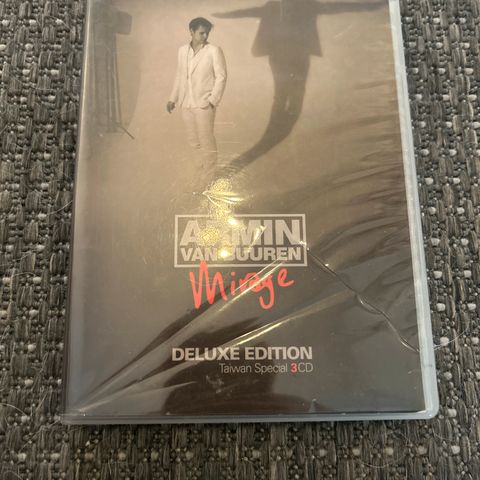 ARMIN
VAN BUUREN
Mirage
DELUXE EDITION
Taiwan Special 3CD